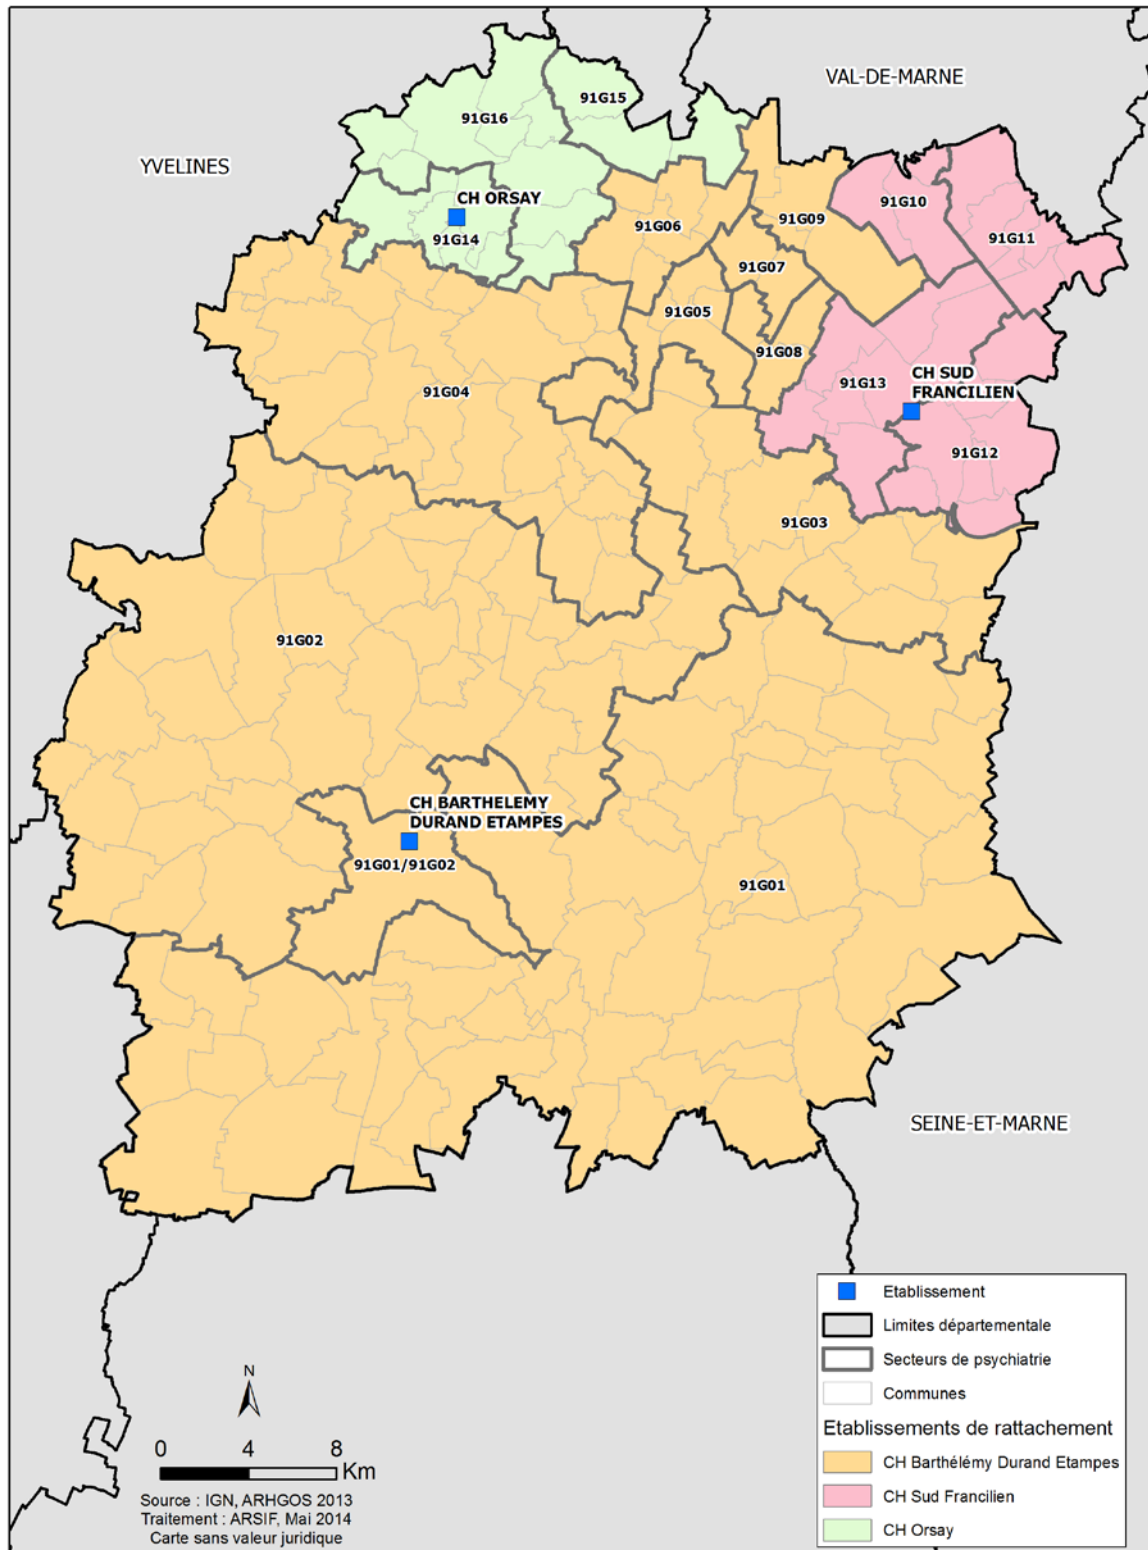 VAL-DE-MARNE
91G15
91G16
YVELINES
CH ORSAY
91G10
91G09
91G06
91G14
91G11
91G07
91G05
91G08
CH SUD
FRANCILIEN
91G13
91G04
91G12
91G03
91G02
CH BARTHELEMY
DURAND ETAMPES
91G01/91G02
91G01
SEINE-ET-MARNE
Etablissement
Limites départementale
Secteurs de psychiatrie
Communes
Etablissements de rattachement
CH Barthélémy Durand Etampes
CH Sud Francilien
CH Orsay
N
0 4 8
Km
Source : IGN, ARHGOS 2013
Traitement : ARSIF, Mai 2014
Carte sans valeur juridique